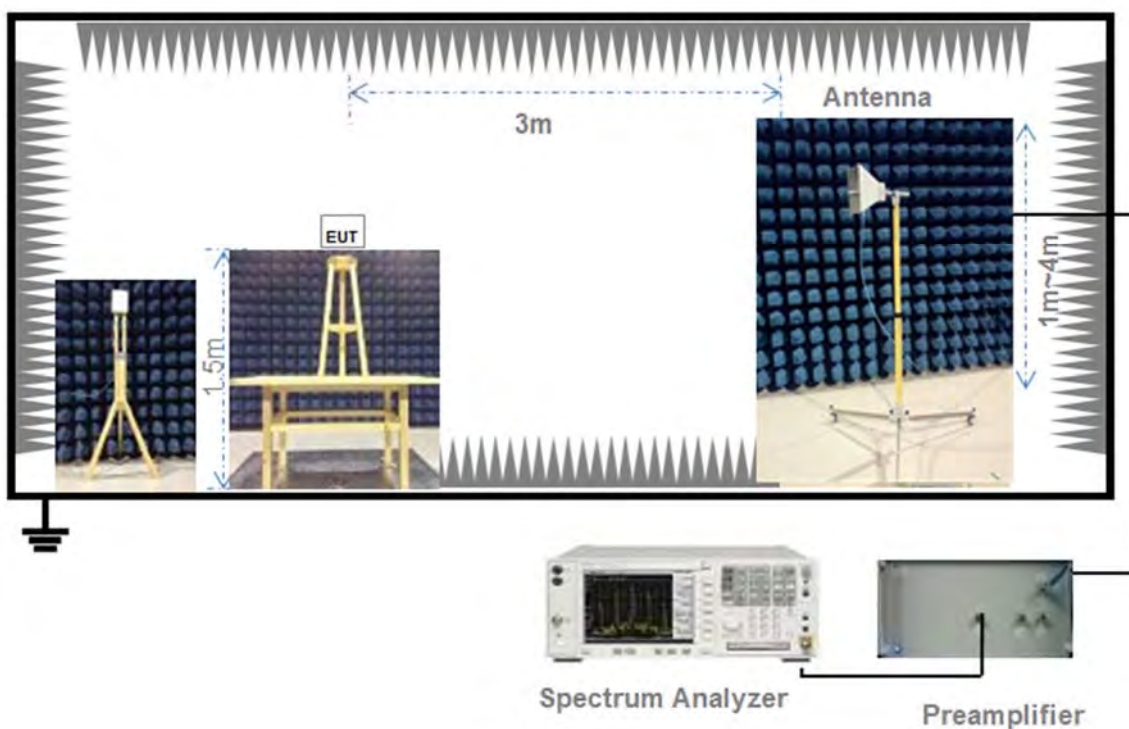 Antenna
3m
EUT
1.5m
1m~4m
Spectrum Analyzer
Preamplifier